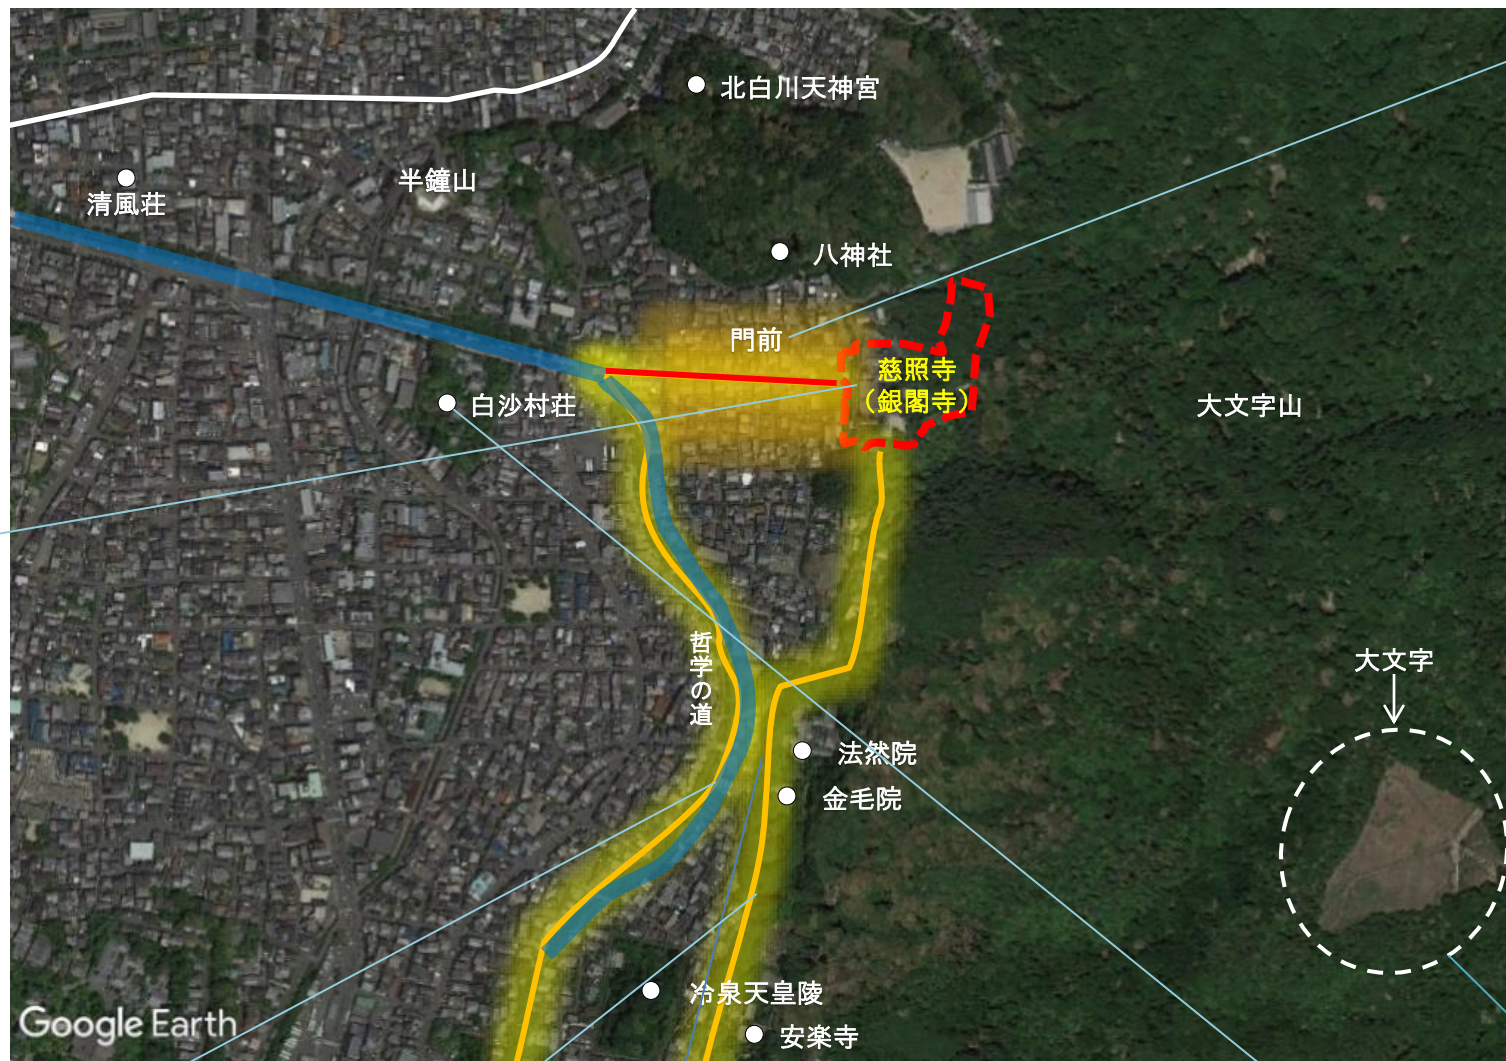 北白川天神宮
半鐘山
清風荘
八神社
門前
慈照寺
（銀閣寺）
白沙村荘
大文字山
哲学の道
大文字
法然院
金毛院
冷泉天皇陵
安楽寺
Google Earth